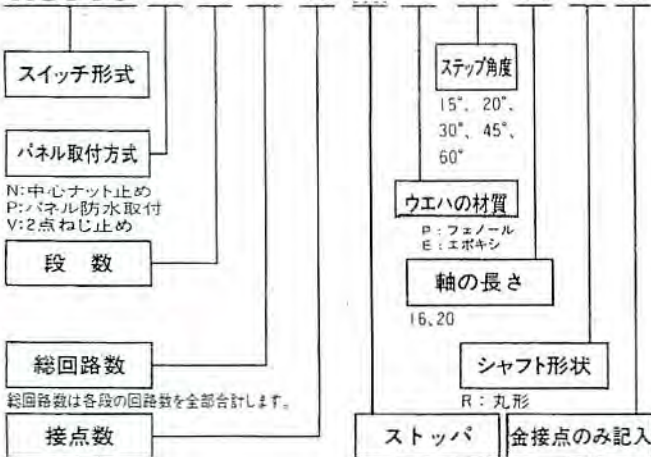 スイッチ形式
パネル取付方式
N:中心ナット止め
P:パネル防水取付
V:2点ねじ止め
段 数
総回路数
総回路数は各段の回路数を全部合計します。
接点数
ステップ角度
15°、20°、
30°、45°、
60°
ウエハの材質
P:フェノール
E:エポキシ
軸の長さ
16、20
シャフト形状
R:丸形
ストッパ
金接点のみ記入